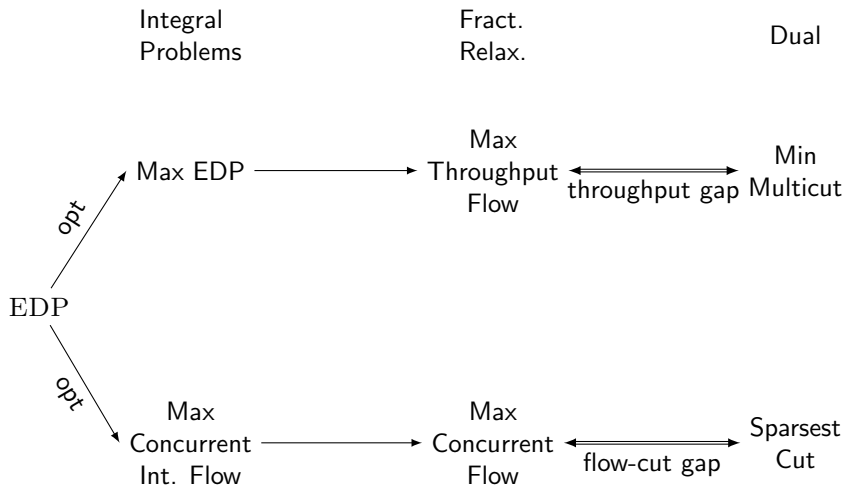 Integral
Problems
Fract.
Relax.
Dual
Max EDP
Max
Throughput
Flow
throughput gap
Min
Multicut
opt
EDP
opt
Max
Concurrent
Int. Flow
Max
Concurrent
Flow
flow-cut gap
Sparsest
Cut